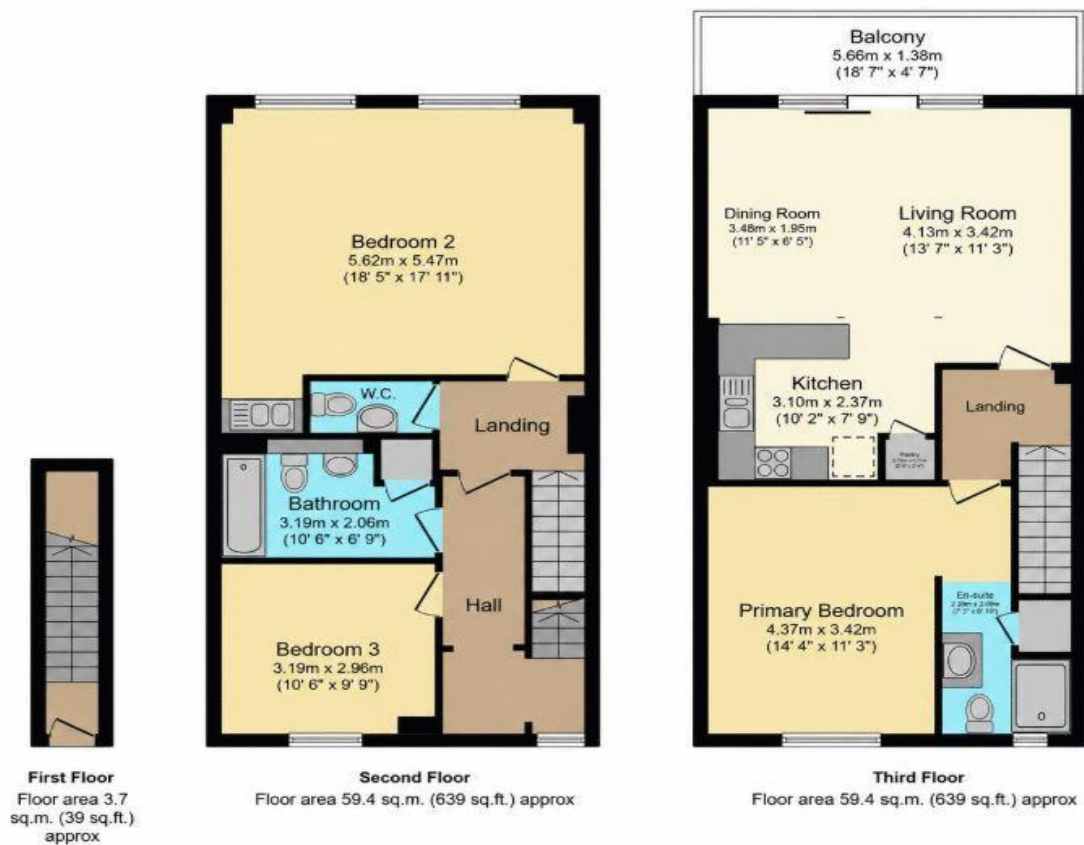 Balcony
5.66m x 1.38m
(18' 7" x 4' 7")
Bedroom 2
5.62m x 5.47m
(18' 5" x 17' 11")
W.C.
Landing
Bathroom
3.19m x 2.06m
(10' 6" x 6' 9")
Hall
Bedroom 3
3.19m x 2.96m
(10' 6" x 9' 9")
Dining Room
3.48m x 1.95m
(11' 5" x 6' 5")
Living Room
4.13m x 3.42m
(13' 7" x 11' 3")
Kitchen
3.10m x 2.37m
(10' 2" x 7' 9")
Pantry
Landing
Primary Bedroom
4.37m x 3.42m
(14' 4" x 11' 3")
En-suite
First Floor
Floor area 3.7
sq.m. (39 sq.ft.)
approx
Second Floor
Floor area 59.4 sq.m. (639 sq.ft.) approx
Third Floor
Floor area 59.4 sq.m. (639 sq.ft.) approx